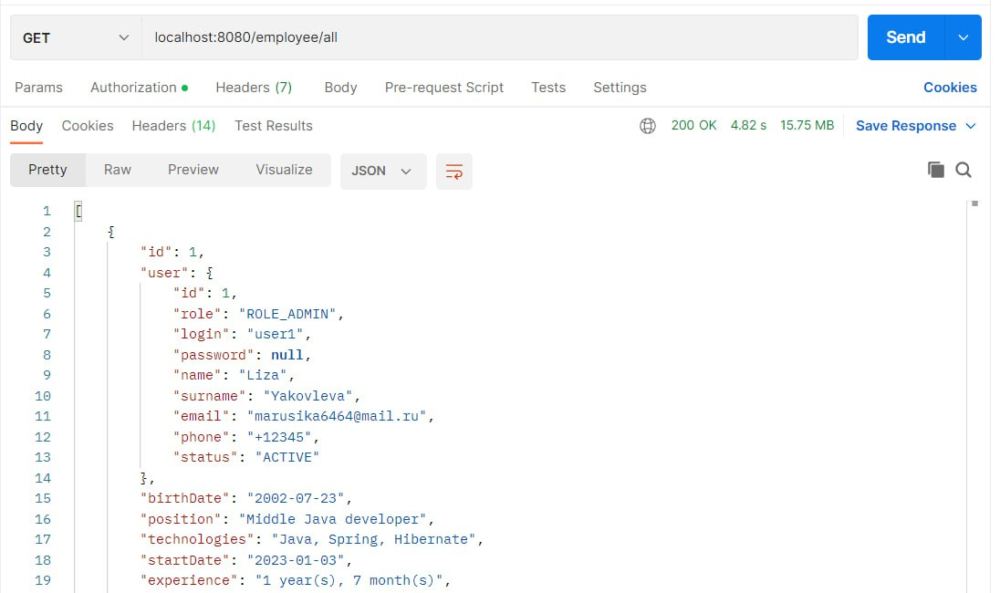 GET localhost:8080/employee/all Send
Params Authorization Headers (7) Body Pre-request Script Tests Settings Cookies
Body Cookies Headers (14) Test Results 200 OK 4.82 s 15.75 MB Save Response
Pretty Raw Preview Visualize JSON
1 [
2 {
3 "id": 1,
4 "user": {
5 "id": 1,
6 "role": "ROLE_ADMIN",
7 "login": "user1",
8 "password": null,
9 "name": "Liza",
10 "surname": "Yakovleva",
11 "email": "marusika6464@mail.ru",
12 "phone": "+12345",
13 "status": "ACTIVE"
14 },
15 "birthDate": "2002-07-23",
16 "position": "Middle Java developer",
17 "technologies": "Java, Spring, Hibernate",
18 "startDate": "2023-01-03",
19 "experience": "1 year(s), 7 month(s)",